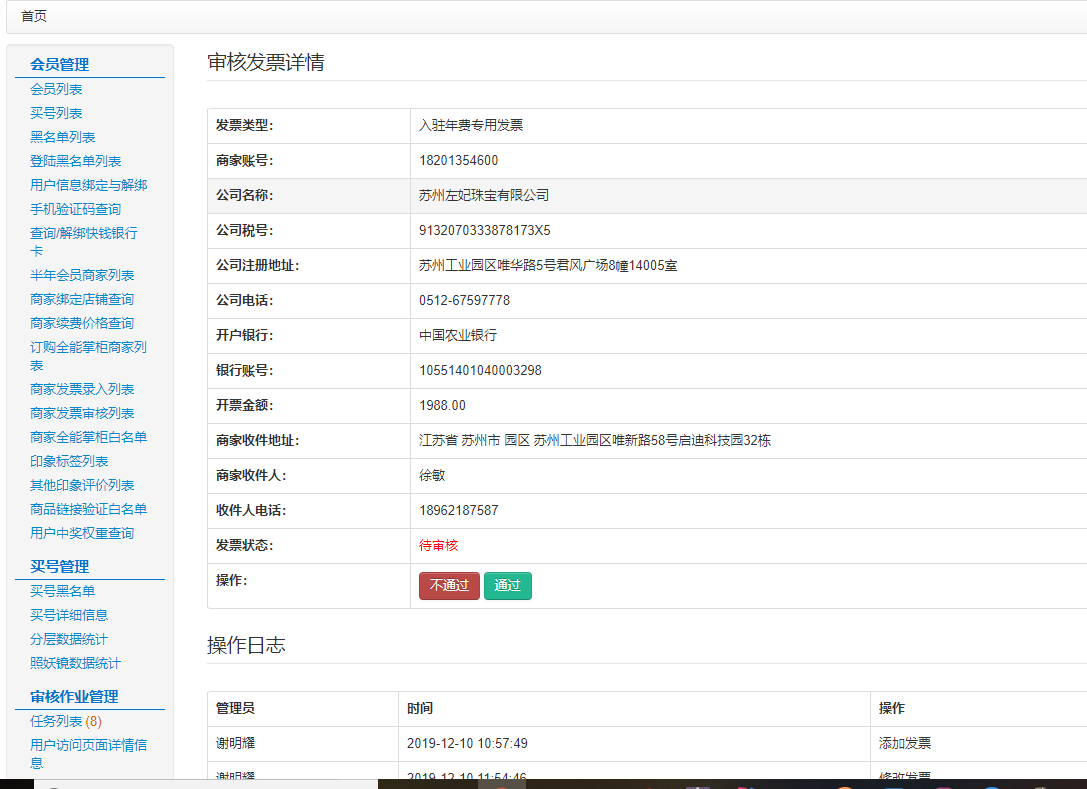 首页
会员管理
会员列表
买号列表
黑名单列表
登陆黑名单列表
用户信息绑定与解绑
手机验证码查询
查询/解绑快钱银行
卡
半年会员商家列表
商家绑定店铺查询
商家续费价格查询
订购全能掌柜商家列
表
商家发票录入列表
商家发票审核列表
商家全能掌柜白名单
印象标签列表
其他印象评价列表
商品链接验证白名单
用户中奖权重查询
买号管理
买号黑名单
买号详细信息
分层数据统计
照妖镜数据统计
审核作业管理
任务列表 (8)
用户访问页面详情信
息
审核发票详情
发票类型： 入驻年费专用发票
商家账号： 18201354600
公司名称： 苏州左妃珠宝有限公司
公司税号： 9132070333878173X5
公司注册地址： 苏州工业园区唯华路5号君风广场8幢14005室
公司电话： 0512-67597778
开户银行： 中国农业银行
银行账号： 10551401040003298
开票金额： 1988.00
商家收件地址： 江苏省 苏州市 园区 苏州工业园区唯新路58号启迪科技园32栋
商家收件人： 徐敏
收件人电话： 18962187587
发票状态： 待审核
操作： 不通过 通过
操作日志
管理员 时间 操作
谢明耀 2019-12-10 10:57:49 添加发票
谢明耀 2019-12-10 11:54:46 修改发票